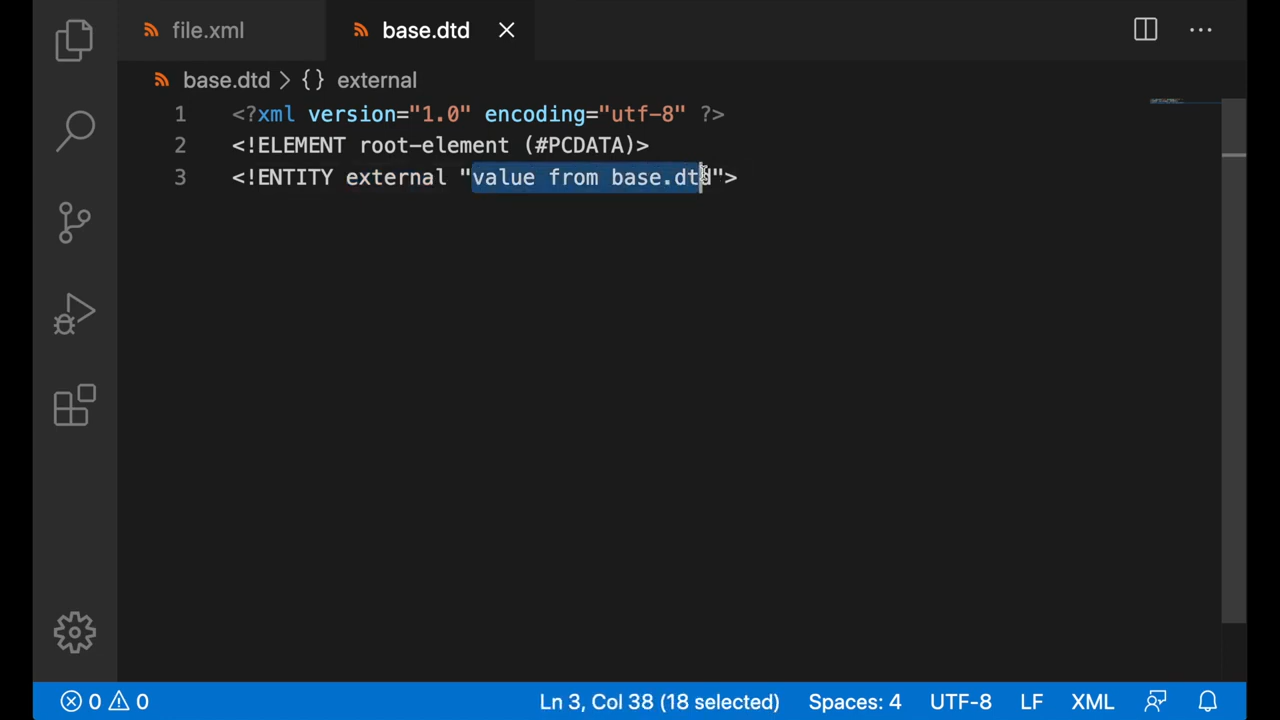 file.xml
base.dtd
base.dtd > {} external
1 <?xml version="1.0" encoding="utf-8" ?>
2 <!ELEMENT root-element (#PCDATA)>
3 <!ENTITY external "value from base.dtd">
0 0 Ln 3, Col 38 (18 selected) Spaces: 4 UTF-8 LF XML